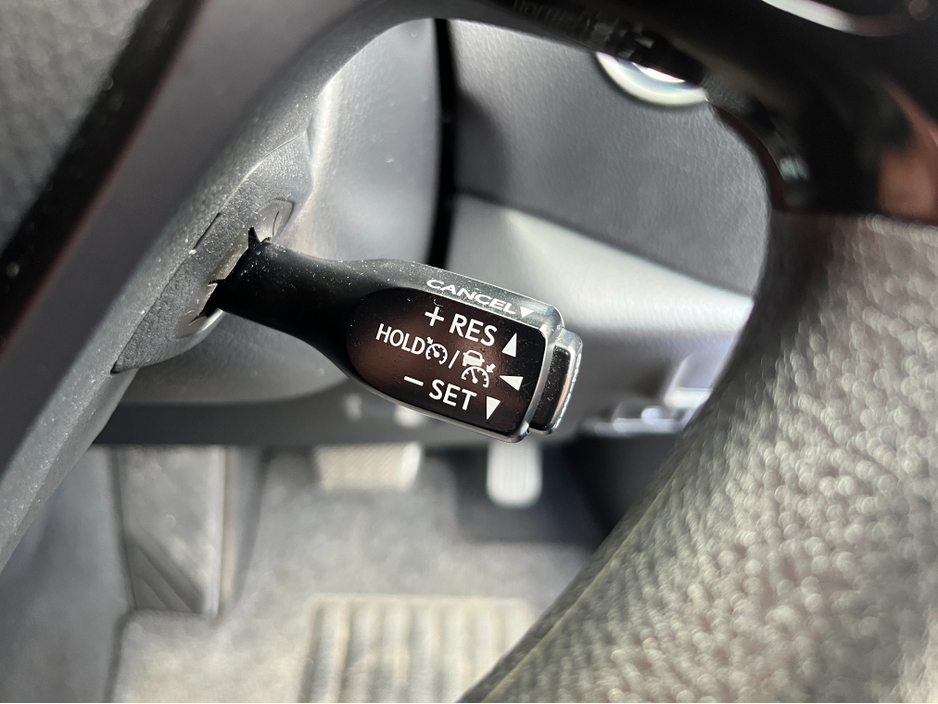 CANCEL▼
+ RES ▲
HOLD / ◀
− SET ▼